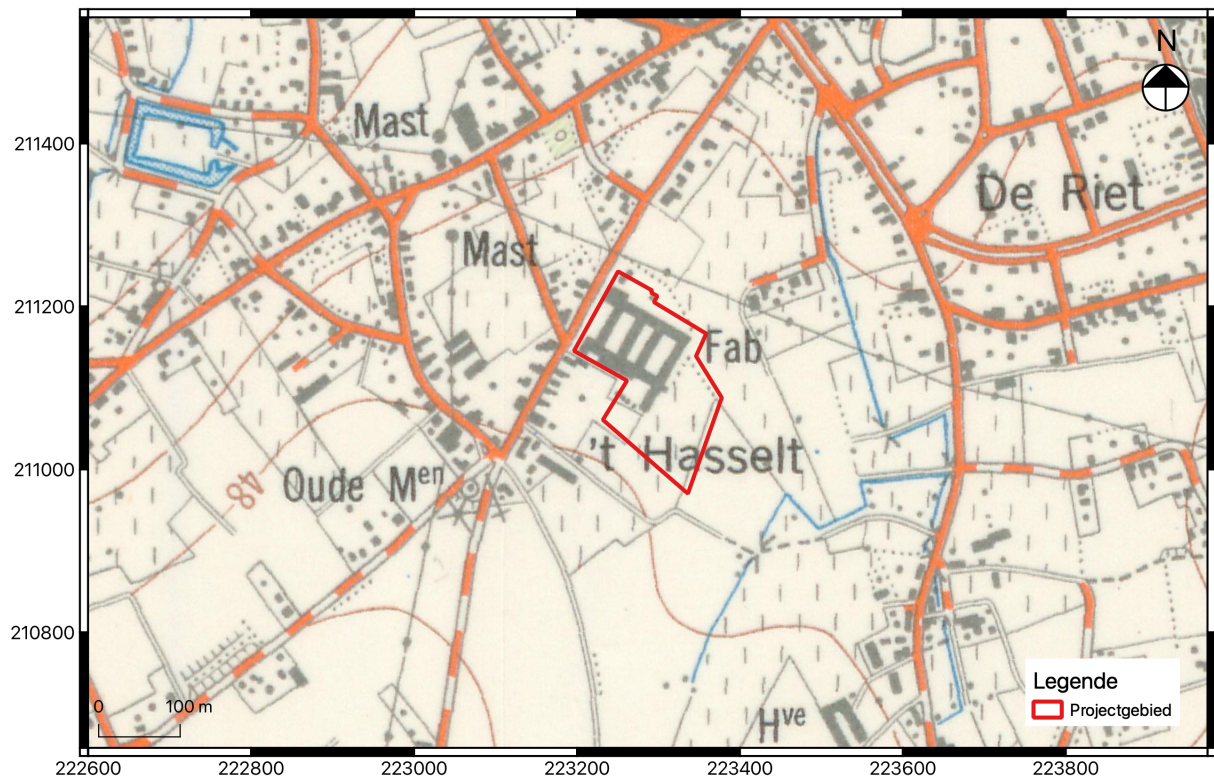 N
Mast
211400
De Riet
Mast
211200
Fab
't Hasselt
211000
Oude Mᵉⁿ
48
210800
Legende
Projectgebied
0 100 m
Hᵛᵉ
222600 222800 223000 223200 223400 223600 223800